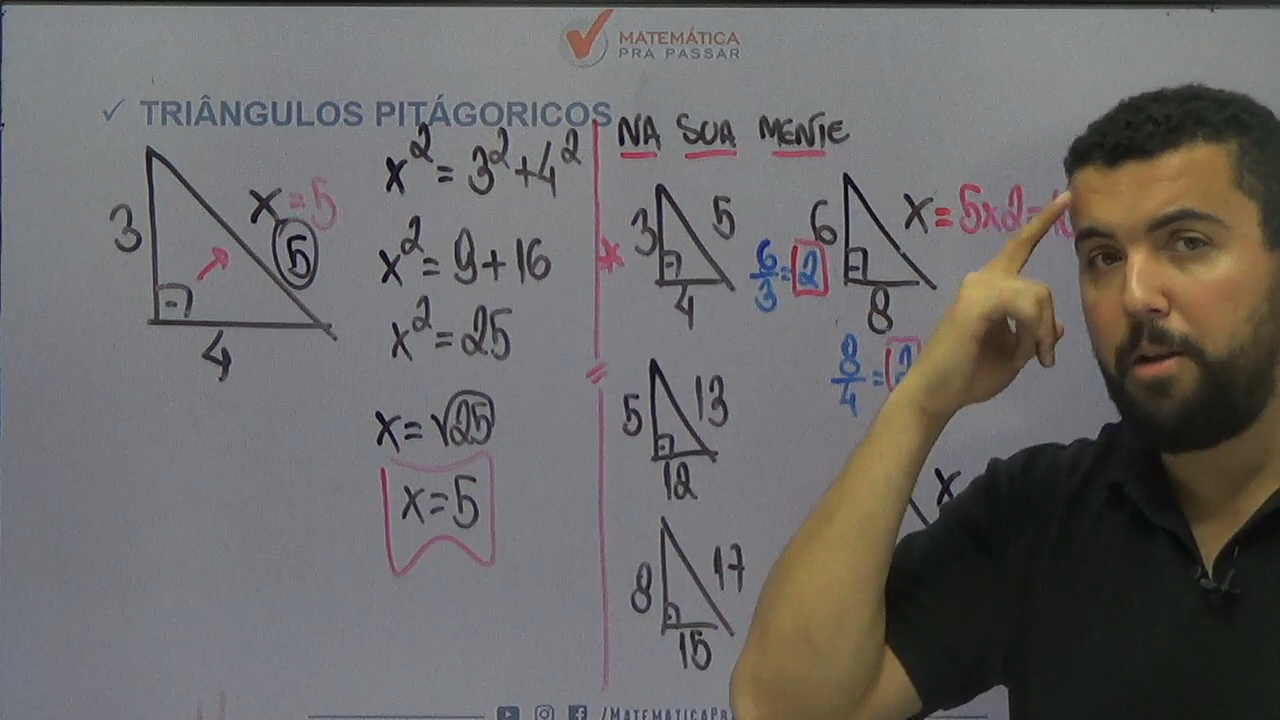 MATEMÁTICA
PRA PASSAR
✓ TRIÂNGULOS PITÁGORICOS
3
x = 5
5
4
x² = 3² + 4²
x² = 9 + 16
x² = 25
x = √25
x = 5
NA SUA MENTE
3
5
4
6/3 = 2
6
x = 5x2 =
8
8/4 =
5
13
12
x
8
17
15
/MATEMATICAPR